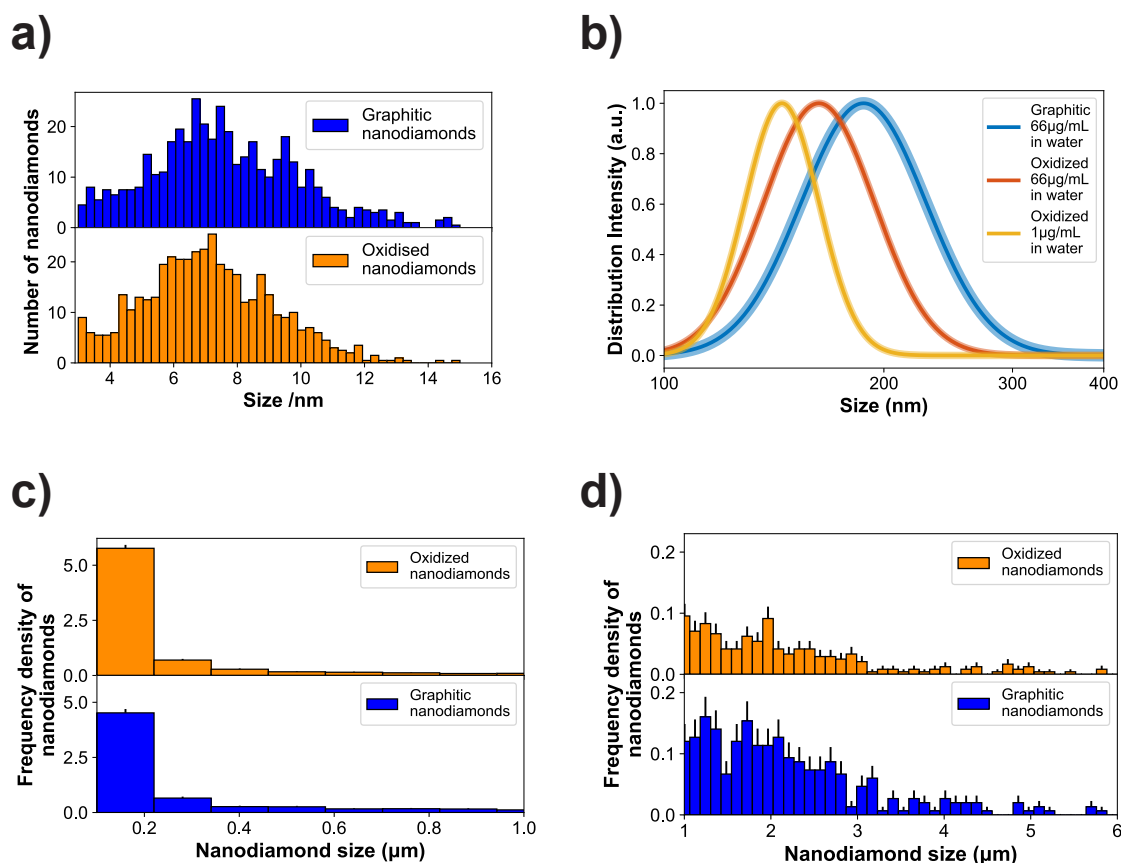 a)
Number of nanodiamonds
20
10
0
Graphitic
nanodiamonds
20
10
0
Oxidised
nanodiamonds
4
6
8
10
12
14
16
Size /nm
b)
Distribution Intensity (a.u.)
1.0
0.8
0.6
0.4
0.2
0.0
Graphitic
66µg/mL
in water
Oxidized
66µg/mL
in water
Oxidized
1µg/mL
in water
100
200
300
400
Size (nm)
c)
Frequency density of
nanodiamonds
5.0
2.5
0.0
Oxidized
nanodiamonds
5.0
2.5
0.0
Graphitic
nanodiamonds
0.2
0.4
0.6
0.8
1.0
Nanodiamond size (µm)
d)
Frequency density of
nanodiamonds
0.2
0.1
0.0
Oxidized
nanodiamonds
0.2
0.1
0.0
Graphitic
nanodiamonds
1
2
3
4
5
6
Nanodiamond size (µm)